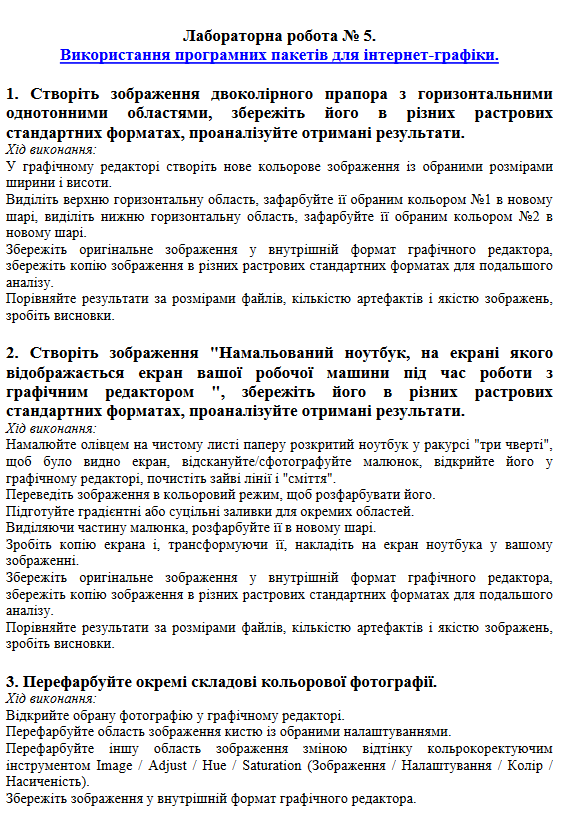 Лабораторна робота № 5.
Використання програмних пакетів для інтернет-графіки.
1. Створіть зображення двоколірного прапора з горизонтальними
однотонними областями, збережіть його в різних растрових
стандартних форматах, проаналізуйте отримані результати.
Хід виконання:
У графічному редакторі створіть нове кольорове зображення із обраними розмірами
ширини і висоти.
Виділіть верхню горизонтальну область, зафарбуйте її обраним кольором №1 в новому
шарі, виділіть нижню горизонтальну область, зафарбуйте її обраним кольором №2 в
новому шарі.
Збережіть оригінальне зображення у внутрішній формат графічного редактора,
збережіть копію зображення в різних растрових стандартних форматах для подальшого
аналізу.
Порівняйте результати за розмірами файлів, кількістю артефактів і якістю зображень,
зробіть висновки.
2. Створіть зображення "Намальований ноутбук, на екрані якого
відображається екран вашої робочої машини під час роботи з
графічним редактором ", збережіть його в різних растрових
стандартних форматах, проаналізуйте отримані результати.
Хід виконання:
Намалюйте олівцем на чистому листі паперу розкритий ноутбук у ракурсі "три чверті",
щоб було видно екран, відскануйте/сфотографуйте малюнок, відкрийте його у
графічному редакторі, почистіть зайві лінії і "сміття".
Переведіть зображення в кольоровий режим, щоб розфарбувати його.
Підготуйте градієнтні або суцільні заливки для окремих областей.
Виділяючи частину малюнка, розфарбуйте її в новому шарі.
Зробіть копію екрана і, трансформуючи її, накладіть на екран ноутбука у вашому
зображенні.
Збережіть оригінальне зображення у внутрішній формат графічного редактора,
збережіть копію зображення в різних растрових стандартних форматах для подальшого
аналізу.
Порівняйте результати за розмірами файлів, кількістю артефактів і якістю зображень,
зробіть висновки.
3. Перефарбуйте окремі складові кольорової фотографії.
Хід виконання:
Відкрийте обрану фотографію у графічному редакторі.
Перефарбуйте область зображення кистю із обраними налаштуваннями.
Перефарбуйте іншу область зображення зміною відтінку кольрокоректуючим
інструментом Image / Adjust / Hue / Saturation (Зображення / Налаштування / Колір /
Насиченість).
Збережіть зображення у внутрішній формат графічного редактора.